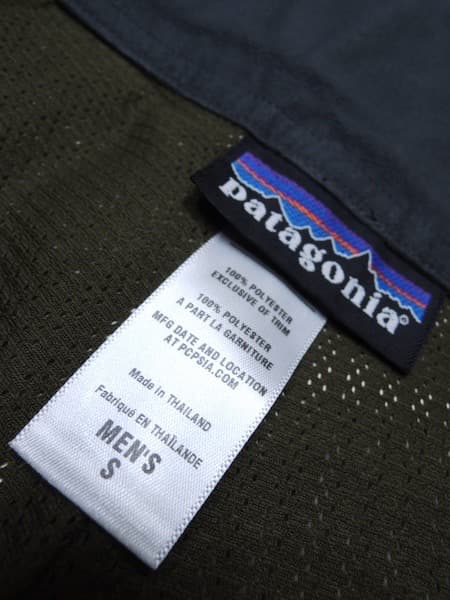 patagonia®
100% POLYESTER
EXCLUSIVE OF TRIM
100% POLYESTER
A PART LA GARNITURE
MFG DATE AND LOCATION
AT PCPSIA.COM
Made in THAILAND
Fabriqué EN THAÏLANDE
MEN'S
S